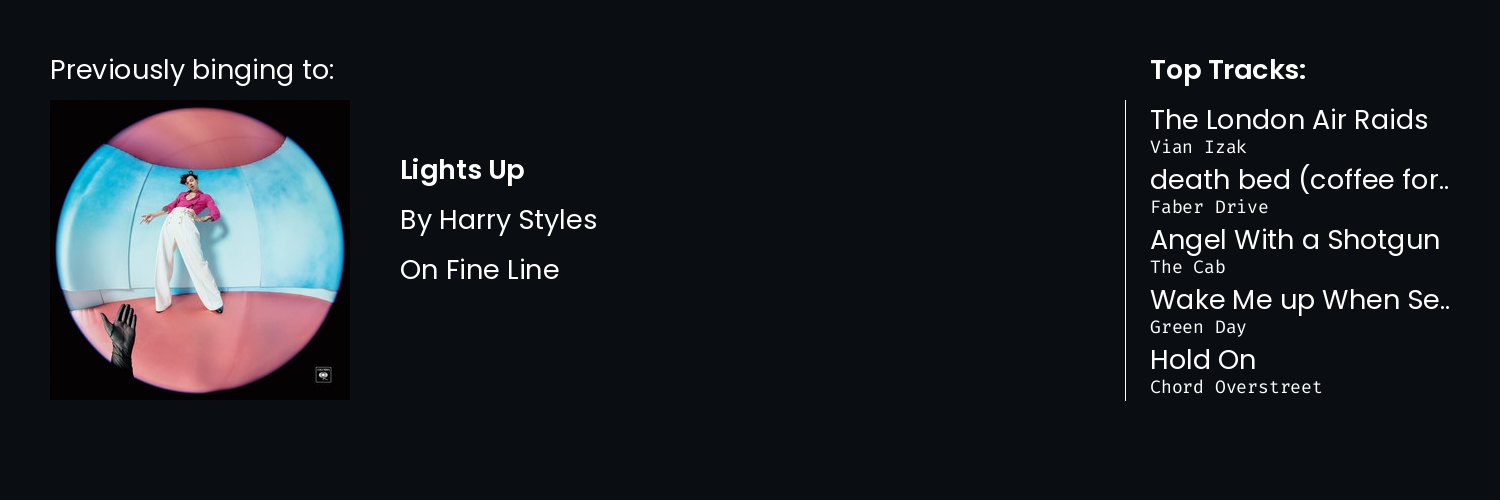 Previously binging to:
Lights Up
By Harry Styles
On Fine Line
Top Tracks:
The London Air Raids
Vian Izak
death bed (coffee for..
Faber Drive
Angel With a Shotgun
The Cab
Wake Me up When Se..
Green Day
Hold On
Chord Overstreet